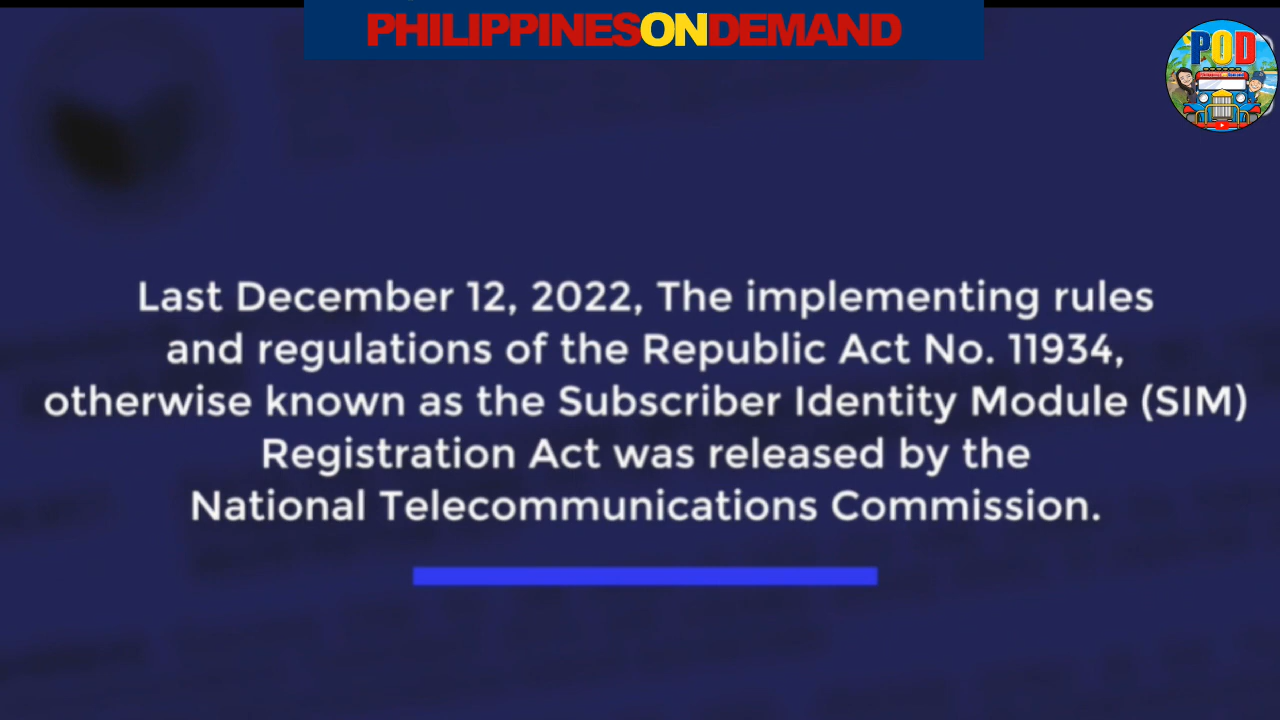 PHILIPPINESONDEMAND
POD
Last December 12, 2022, The implementing rules
and regulations of the Republic Act No. 11934,
otherwise known as the Subscriber Identity Module (SIM)
Registration Act was released by the
National Telecommunications Commission.